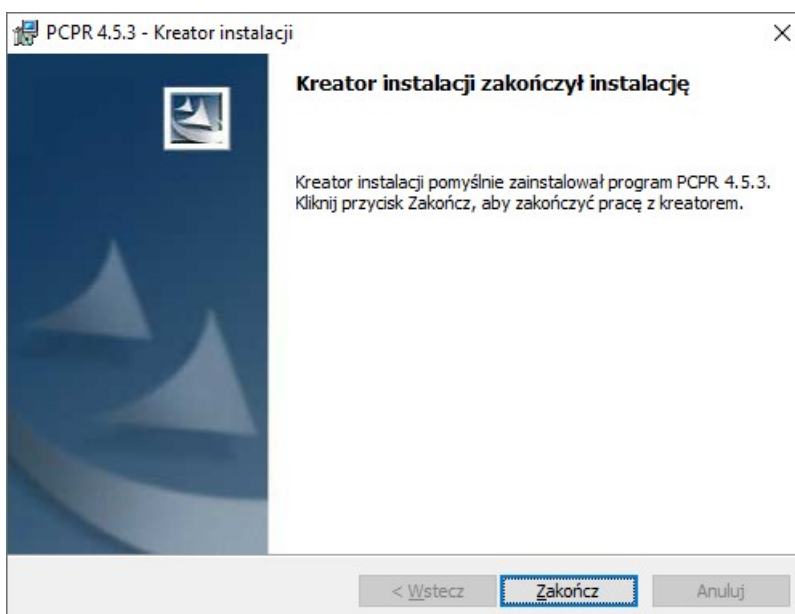 PCPR 4.5.3 - Kreator instalacji
Kreator instalacji zakończył instalację
Kreator instalacji pomyślnie zainstalował program PCPR 4.5.3.
Kliknij przycisk Zakończ, aby zakończyć pracę z kreatorem.
< Wstecz
Zakończ
Anuluj